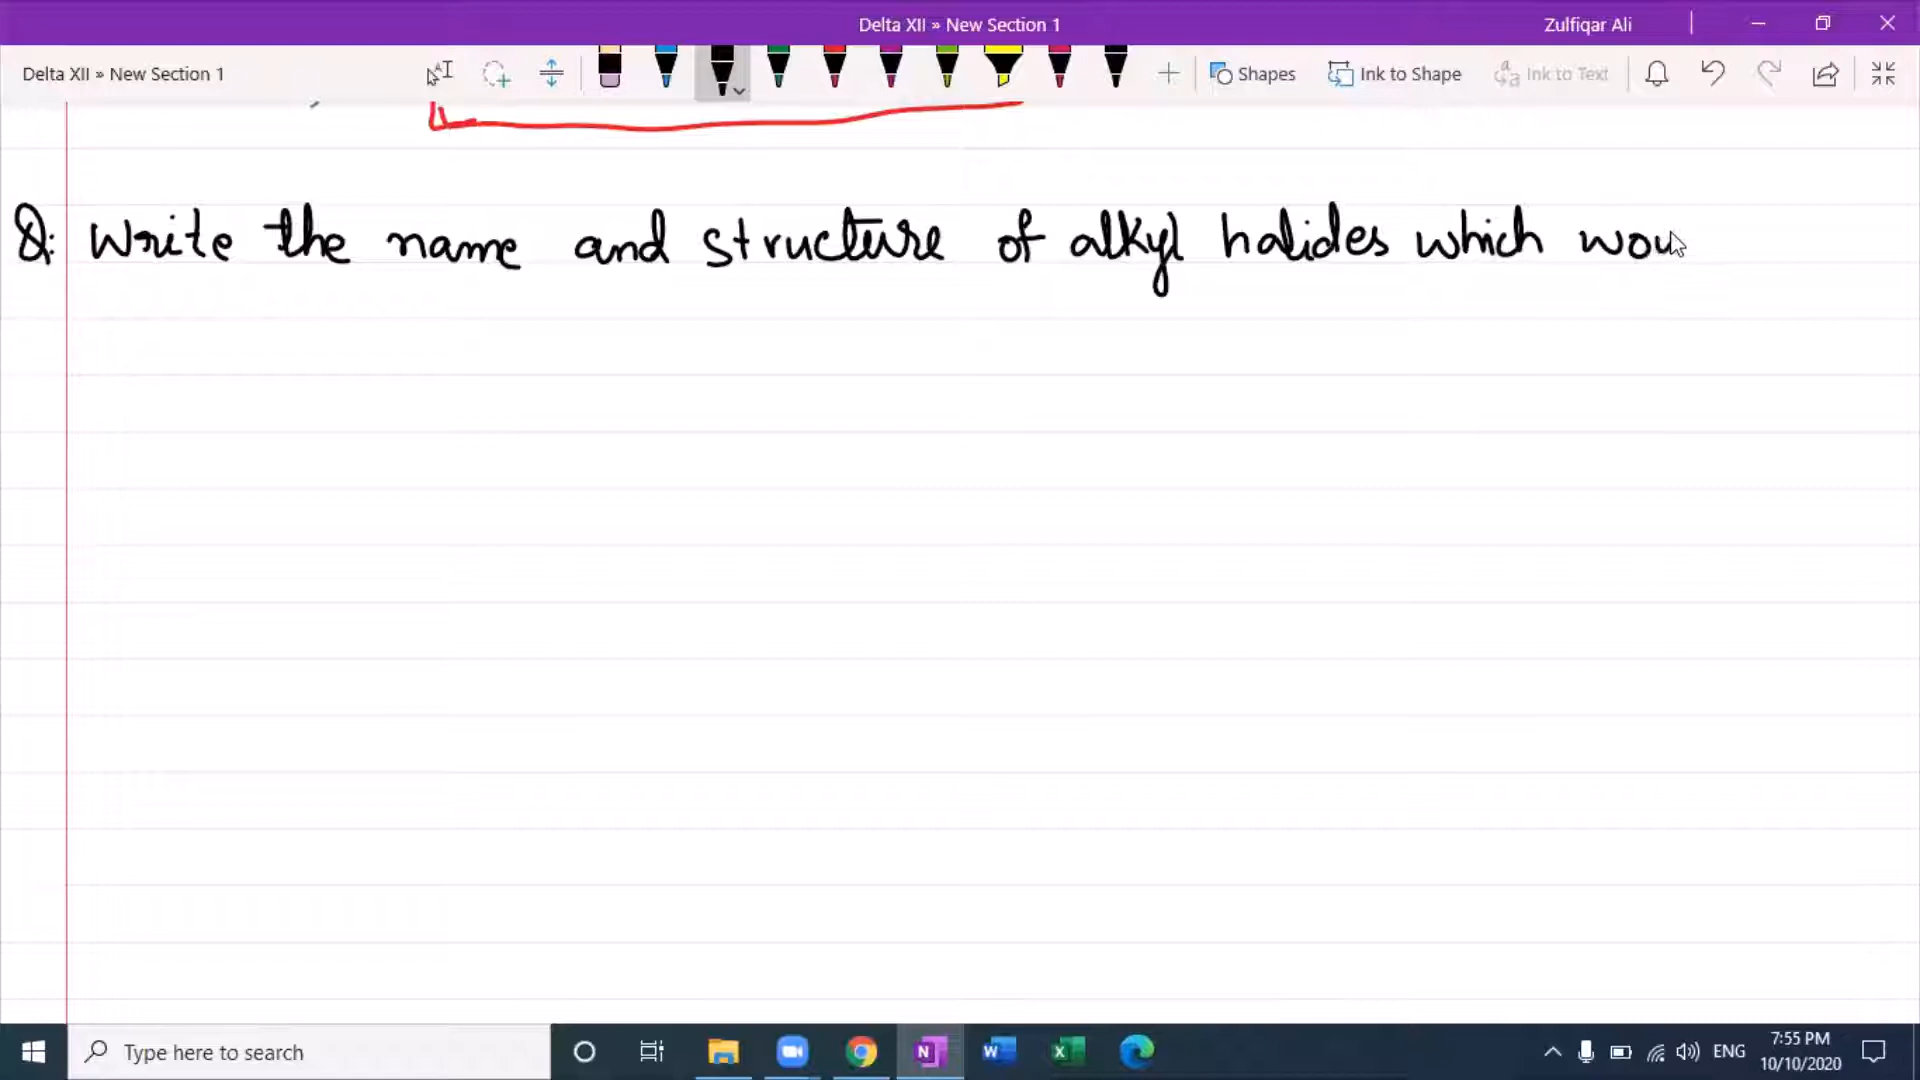 Delta XII » New Section 1
Zulfiqar Ali
Delta XII » New Section 1
Shapes
Ink to Shape
Ink to Text
Q: Write the name and structure of alkyl halides which wou
Type here to search
ENG
7:55 PM
10/10/2020